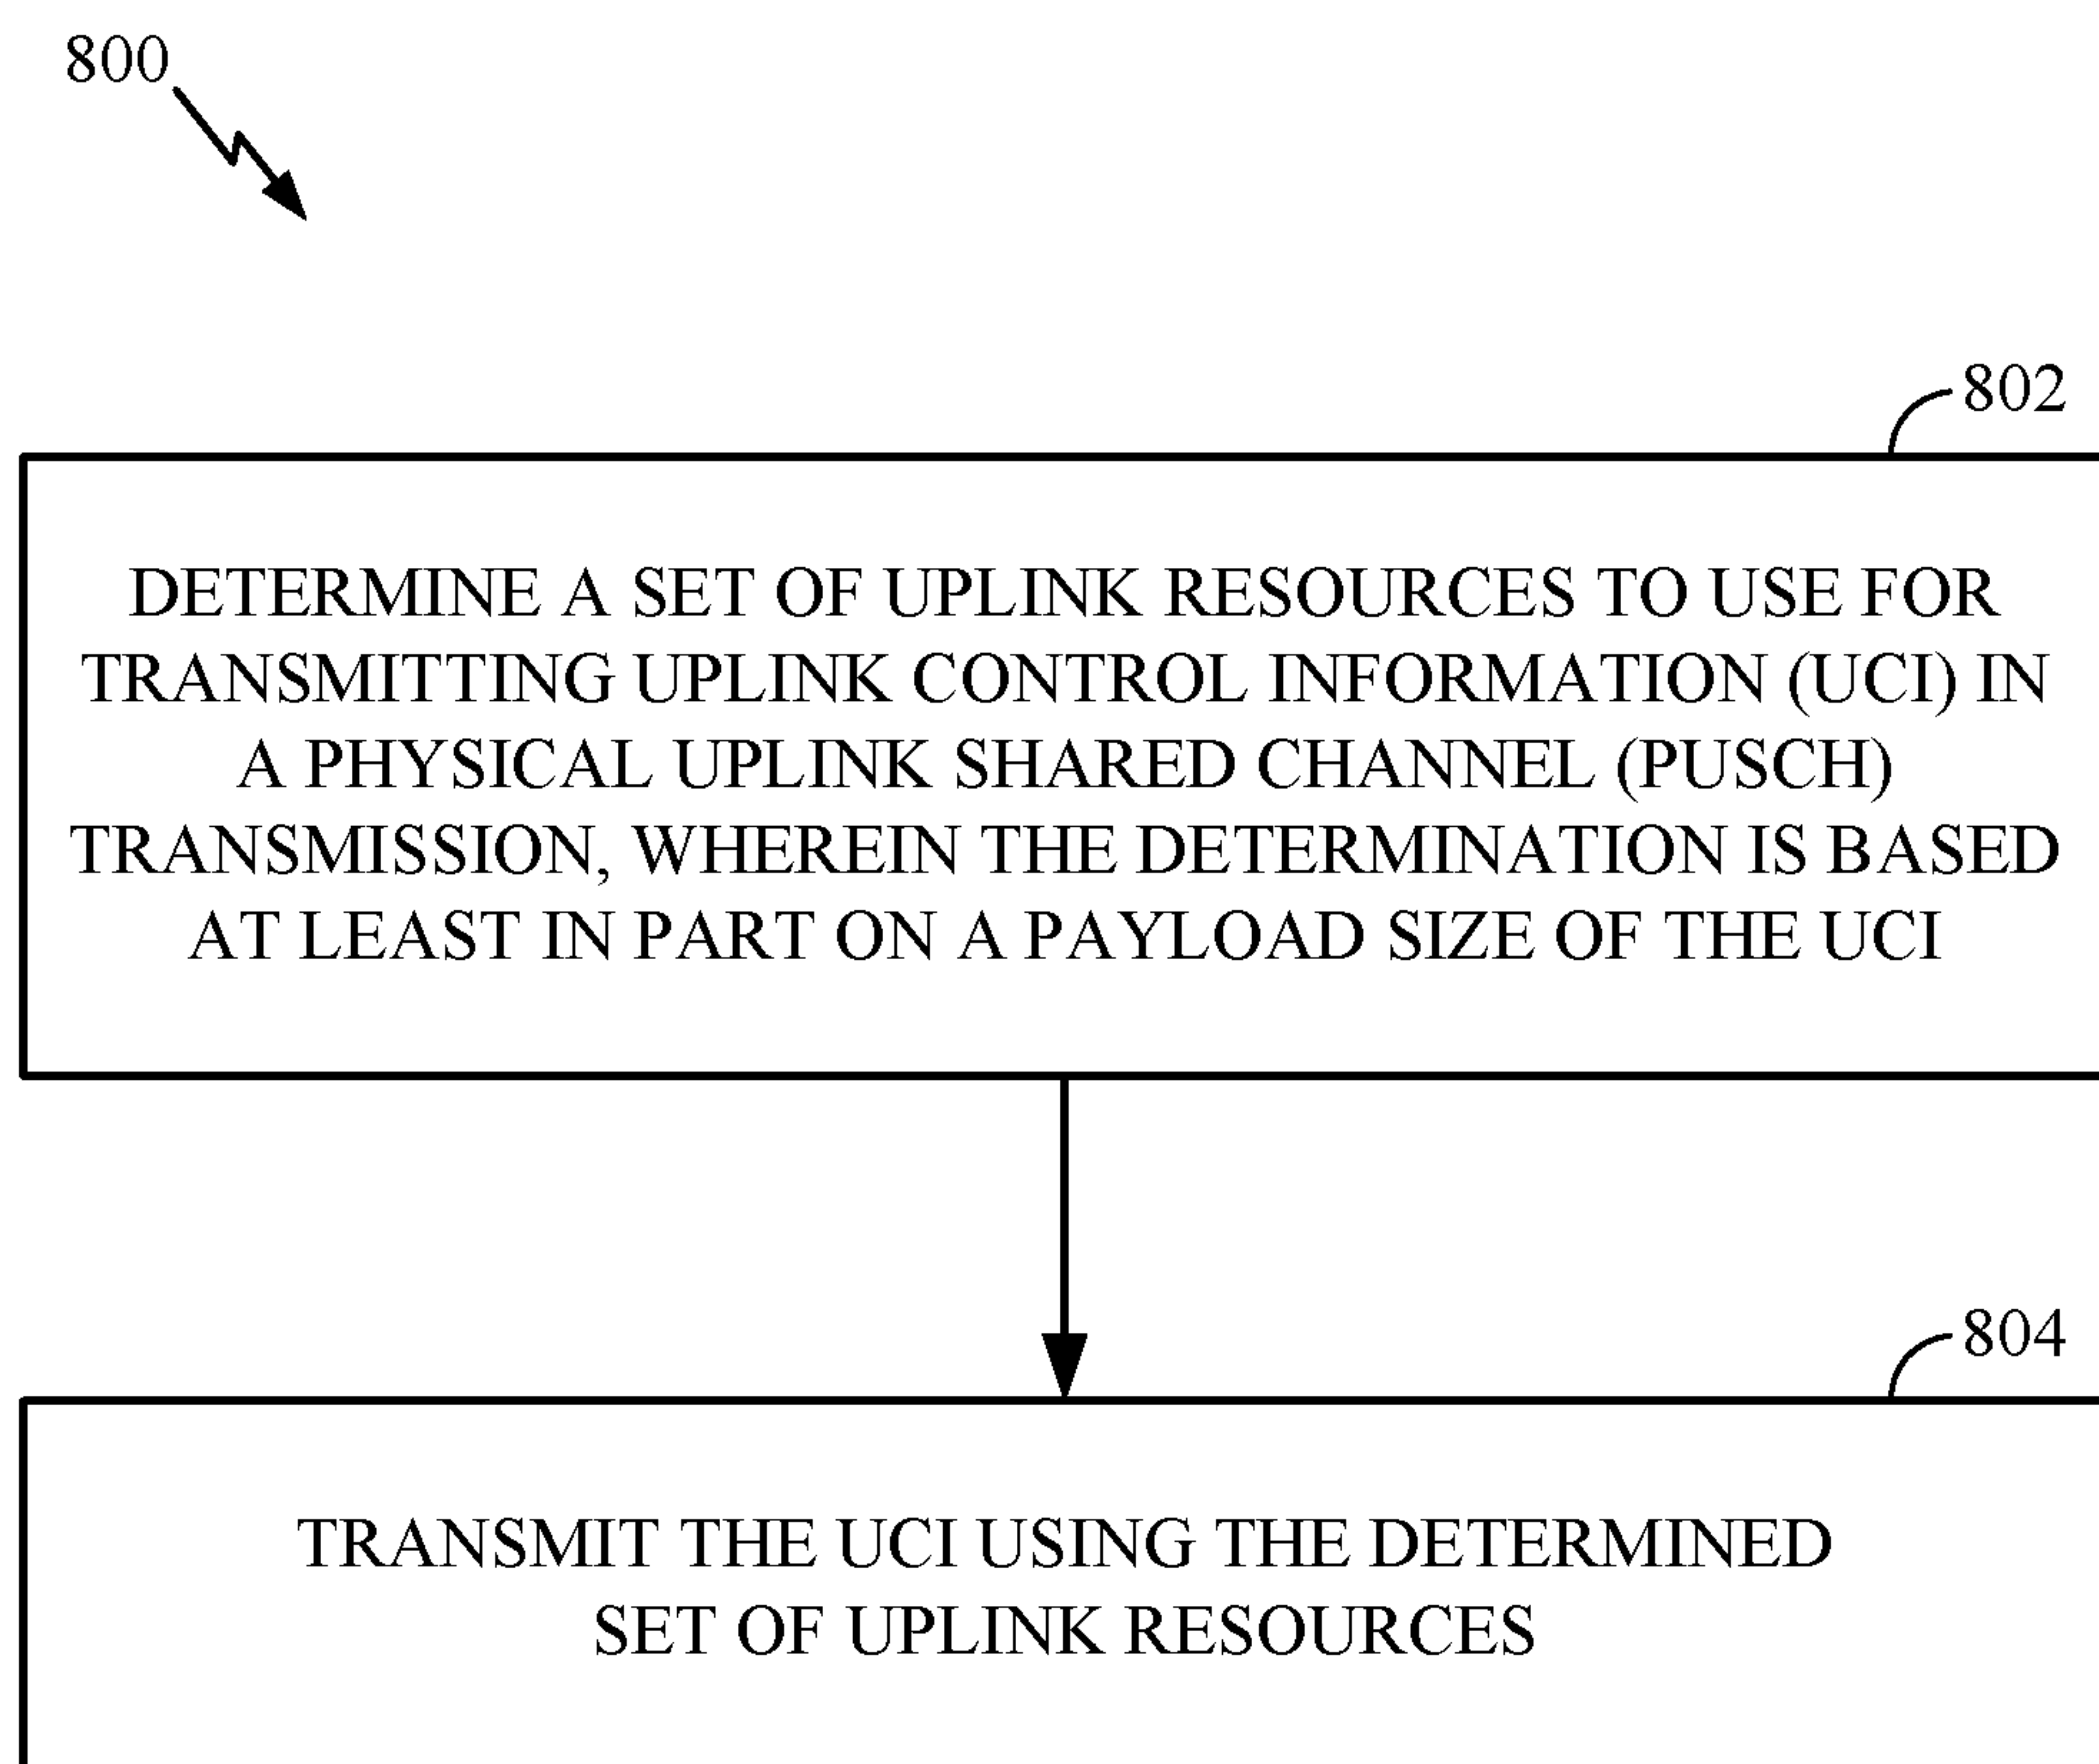 800
802
DETERMINE A SET OF UPLINK RESOURCES TO USE FOR
TRANSMITTING UPLINK CONTROL INFORMATION (UCI) IN
A PHYSICAL UPLINK SHARED CHANNEL (PUSCH)
TRANSMISSION, WHEREIN THE DETERMINATION IS BASED
AT LEAST IN PART ON A PAYLOAD SIZE OF THE UCI
804
TRANSMIT THE UCI USING THE DETERMINED
SET OF UPLINK RESOURCES